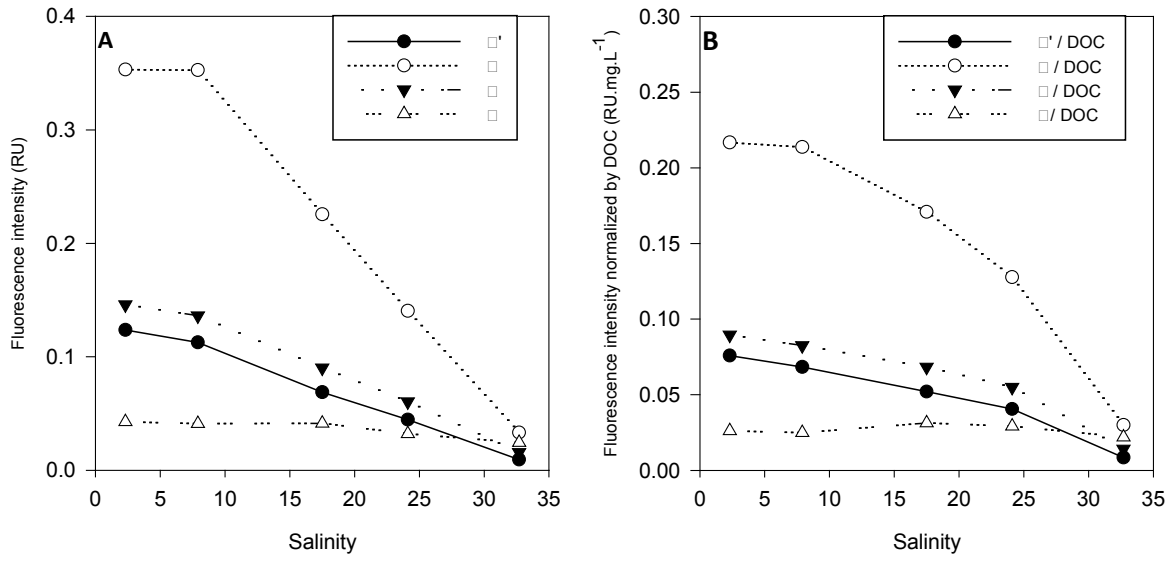 A
0.4
0.3
0.2
0.1
0.0
Fluorescence intensity (RU)
□'
□
□
□
0 5 10 15 20 25 30 35
Salinity
B
0.30
0.25
0.20
0.15
0.10
0.05
0.00
Fluorescence intensity normalized by DOC (RU.mg.L⁻¹)
□' / DOC
□ / DOC
□ / DOC
□ / DOC
0 5 10 15 20 25 30 35
Salinity